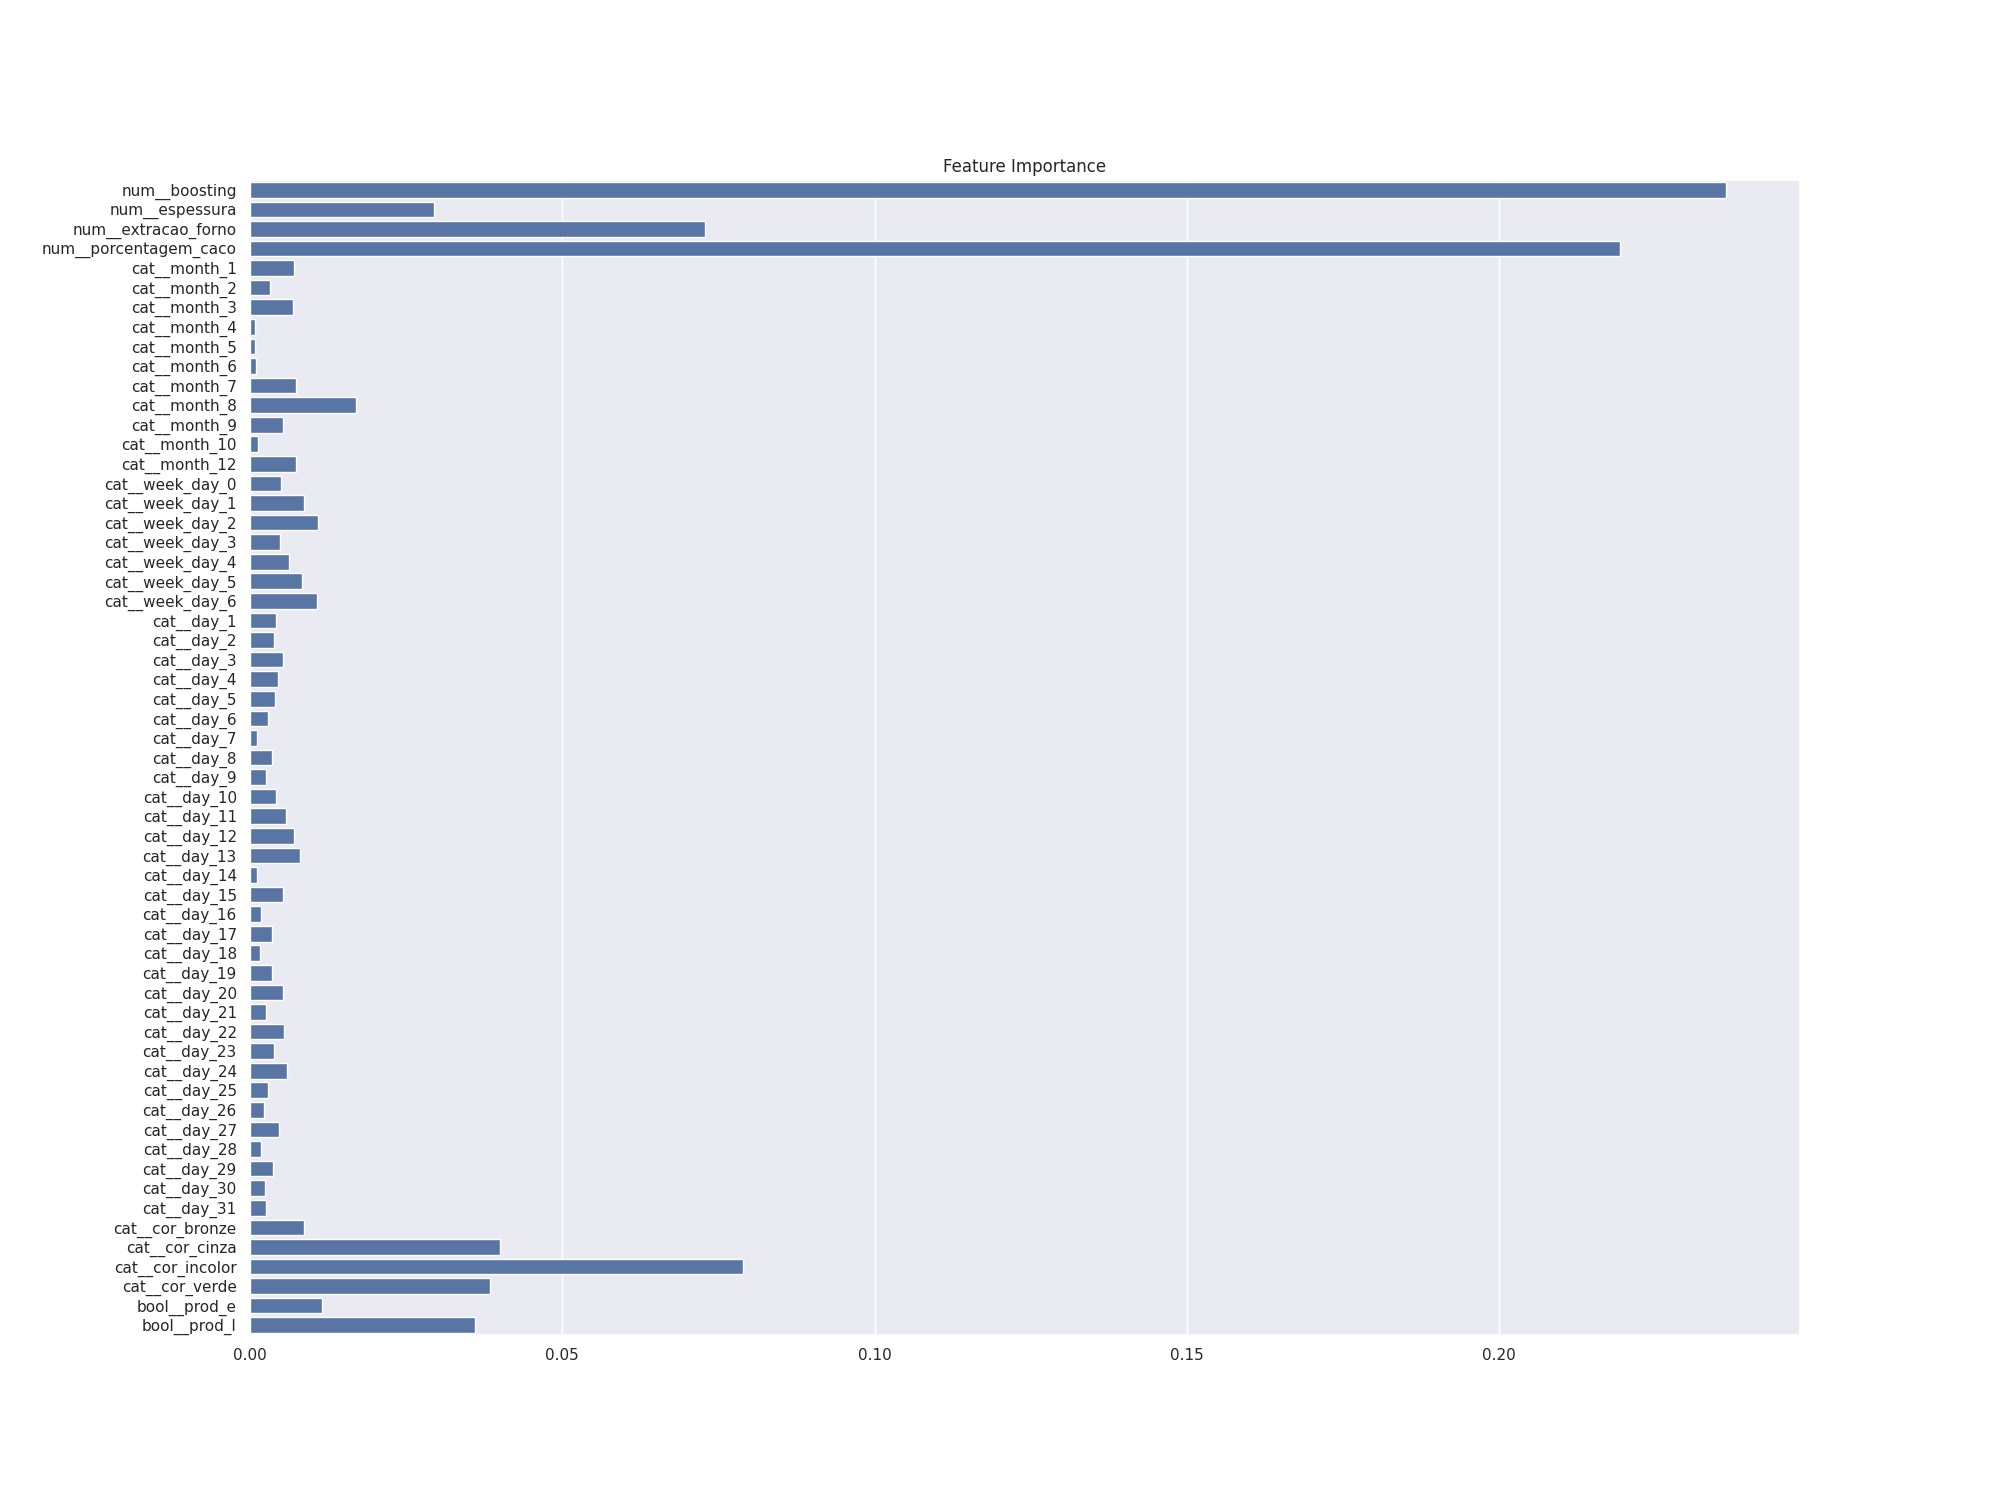 Feature Importance
num__boosting
num__espessura
num__extracao_forno
num__porcentagem_caco
cat__month_1
cat__month_2
cat__month_3
cat__month_4
cat__month_5
cat__month_6
cat__month_7
cat__month_8
cat__month_9
cat__month_10
cat__month_12
cat__week_day_0
cat__week_day_1
cat__week_day_2
cat__week_day_3
cat__week_day_4
cat__week_day_5
cat__week_day_6
cat__day_1
cat__day_2
cat__day_3
cat__day_4
cat__day_5
cat__day_6
cat__day_7
cat__day_8
cat__day_9
cat__day_10
cat__day_11
cat__day_12
cat__day_13
cat__day_14
cat__day_15
cat__day_16
cat__day_17
cat__day_18
cat__day_19
cat__day_20
cat__day_21
cat__day_22
cat__day_23
cat__day_24
cat__day_25
cat__day_26
cat__day_27
cat__day_28
cat__day_29
cat__day_30
cat__day_31
cat__cor_bronze
cat__cor_cinza
cat__cor_incolor
cat__cor_verde
bool__prod_e
bool__prod_l
0.00 0.05 0.10 0.15 0.20